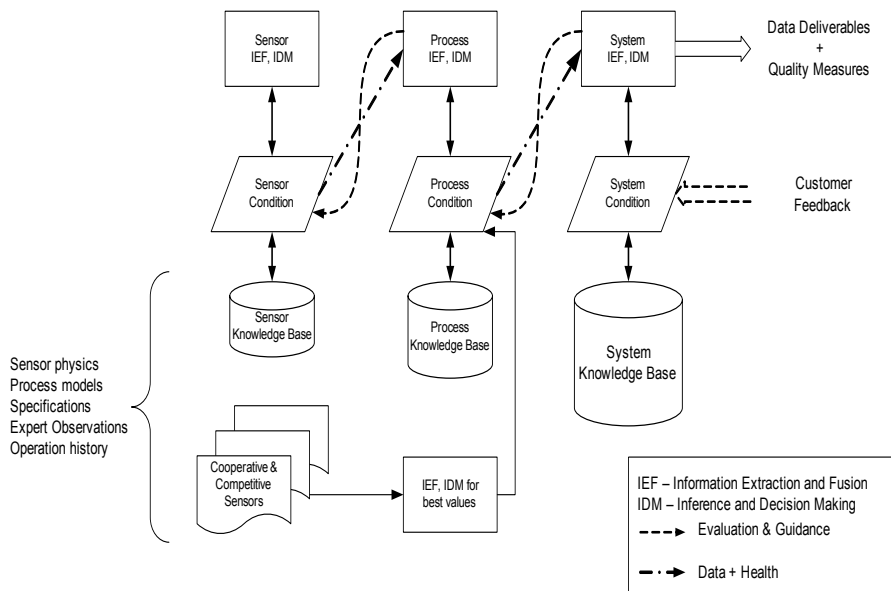 Sensor
IEF, IDM
Process
IEF, IDM
System
IEF, IDM
Data Deliverables
+
Quality Measures
Sensor
Condition
Process
Condition
System
Condition
Customer
Feedback
Sensor
Knowledge Base
Process
Knowledge Base
System
Knowledge Base
Sensor physics
Process models
Specifications
Expert Observations
Operation history
Cooperative &
Competitive
Sensors
IEF, IDM for
best values
IEF – Information Extraction and Fusion
IDM – Inference and Decision Making
Evaluation & Guidance
Data + Health